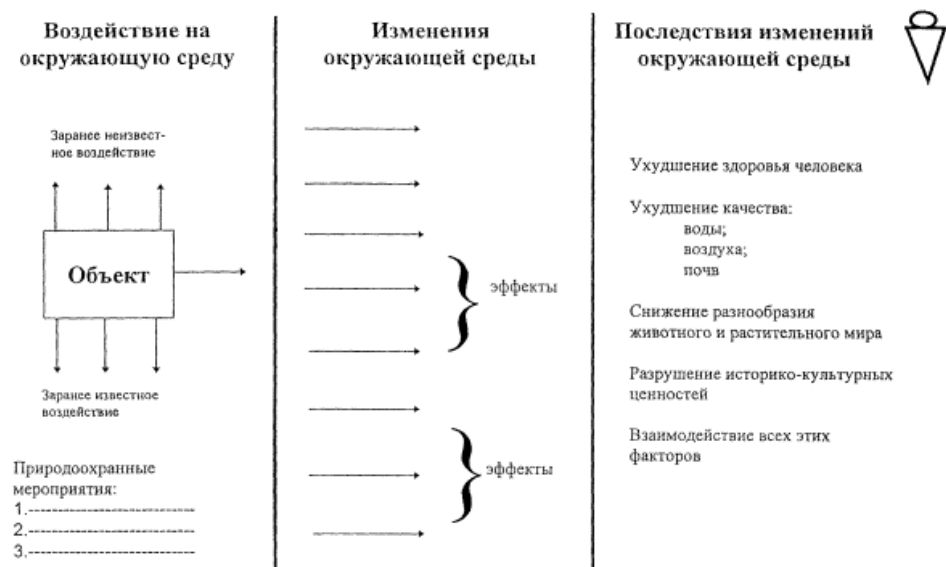 Воздействие на
окружающую среду
Заранее неизвест-
ное воздействие
Объект
Заранее известное
воздействие
Природоохранные
мероприятия:
1.-----------------------------
2.-----------------------------
3.-----------------------------
Изменения
окружающей среды
эффекты
эффекты
Последствия изменений
окружающей среды
Ухудшение здоровья человека
Ухудшение качества:
воды;
воздуха;
почв
Снижение разнообразия
животного и растительного мира
Разрушение историко-культурных
ценностей
Взаимодействие всех этих
факторов